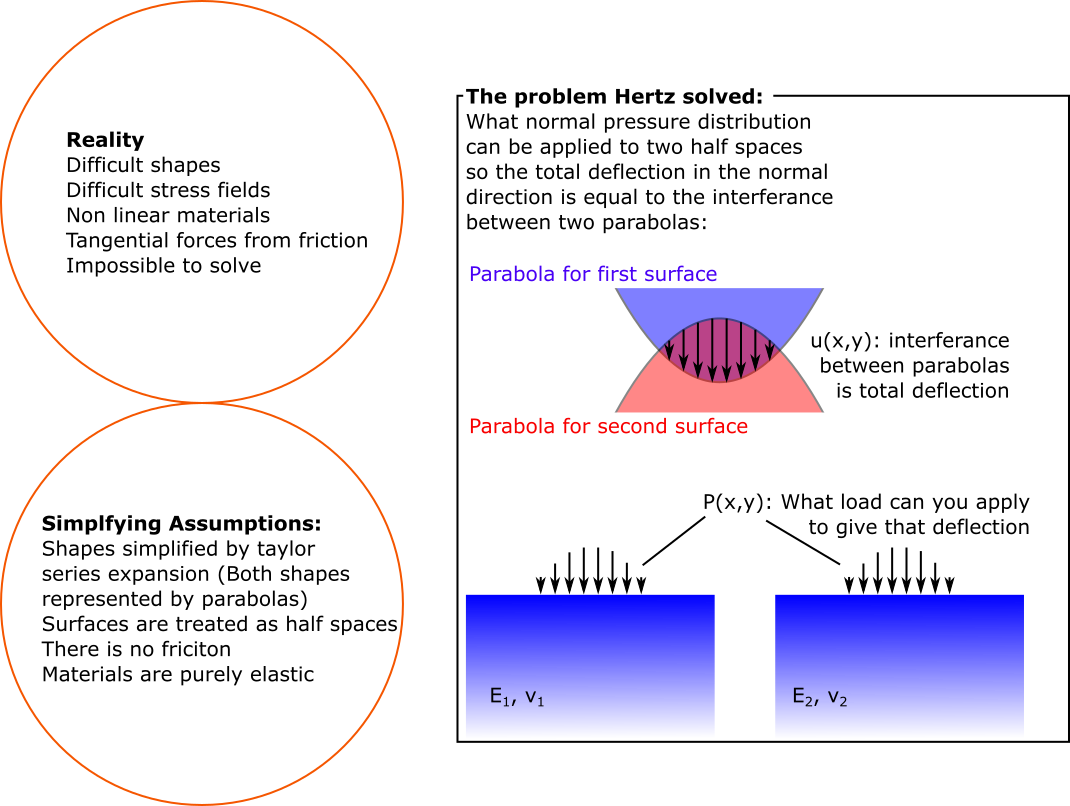 Reality
Difficult shapes
Difficult stress fields
Non linear materials
Tangential forces from friction
Impossible to solve
Simplfying Assumptions:
Shapes simplified by taylor
series expansion (Both shapes
represented by parabolas)
Surfaces are treated as half spaces
There is no friciton
Materials are purely elastic
The problem Hertz solved:
What normal pressure distribution
can be applied to two half spaces
so the total deflection in the normal
direction is equal to the interferance
between two parabolas:
Parabola for first surface
u(x,y): interferance
between parabolas
is total deflection
Parabola for second surface
P(x,y): What load can you apply
to give that deflection
E₁, v₁
E₂, v₂